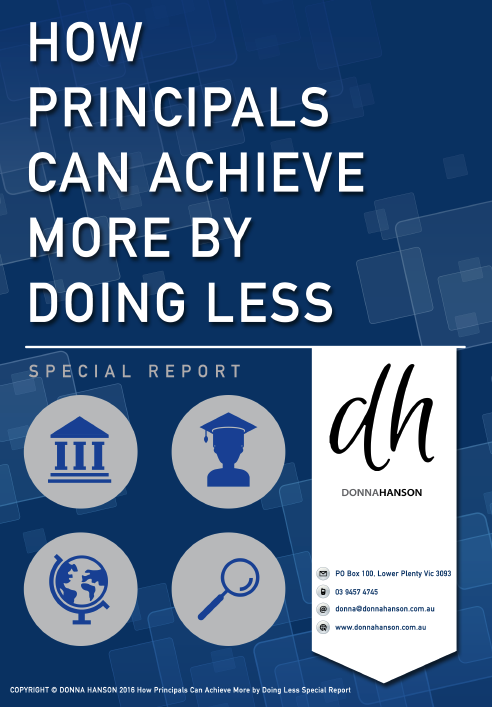 HOW
PRINCIPALS
CAN ACHIEVE
MORE BY
DOING LESS
SPECIAL REPORT
dh
DONNAHANSON
PO Box 100, Lower Plenty Vic 3093
03 9457 4745
donna@donnahanson.com.au
www.donnahanson.com.au
COPYRIGHT © DONNA HANSON 2016 How Principals Can Achieve More by Doing Less Special Report